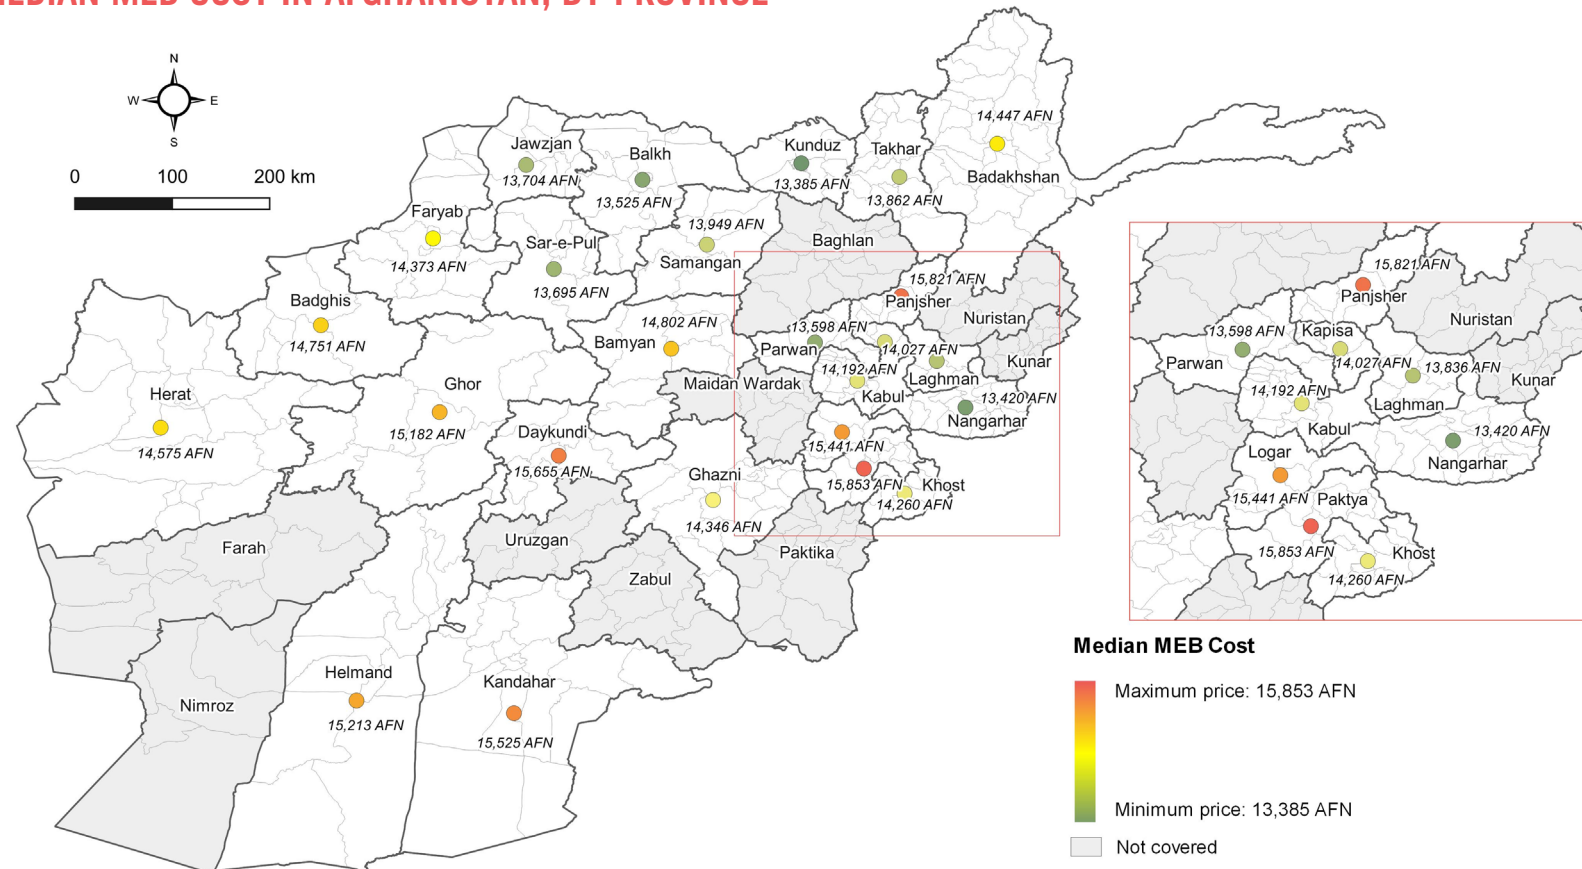 MEDIAN MEB COST IN AFGHANISTAN, BY PROVINCE
N
W E
S
0 100 200 km
Jawzjan
13,704 AFN
Balkh
13,525 AFN
Kunduz
13,385 AFN
Takhar
13,862 AFN
14,447 AFN
Badakhshan
Faryab
14,373 AFN
Sar-e-Pul
13,695 AFN
13,949 AFN
Samangan
Baghlan
Badghis
14,751 AFN
15,821 AFN
Panjsher
Nuristan
Kunar
14,802 AFN
Bamyan
13,598 AFN
Parwan
14,027 AFN
14,192 AFN
Laghman
Maidan Wardak
Kabul
13,420 AFN
Nangarhar
Herat
14,575 AFN
Ghor
15,182 AFN
Daykundi
15,655 AFN
15,441 AFN
15,853 AFN
Khost
14,260 AFN
Ghazni
14,346 AFN
Farah
Uruzgan
Paktika
Zabul
Nimroz
Helmand
15,213 AFN
Kandahar
15,525 AFN
15,821 AFN
Panjsher
Nuristan
13,598 AFN
Kapisa
Parwan
14,027 AFN
13,836 AFN
Kunar
14,192 AFN
Laghman
Kabul
13,420 AFN
Nangarhar
Logar
15,441 AFN
Paktya
15,853 AFN
Khost
14,260 AFN
Median MEB Cost
Maximum price: 15,853 AFN
Minimum price: 13,385 AFN
Not covered